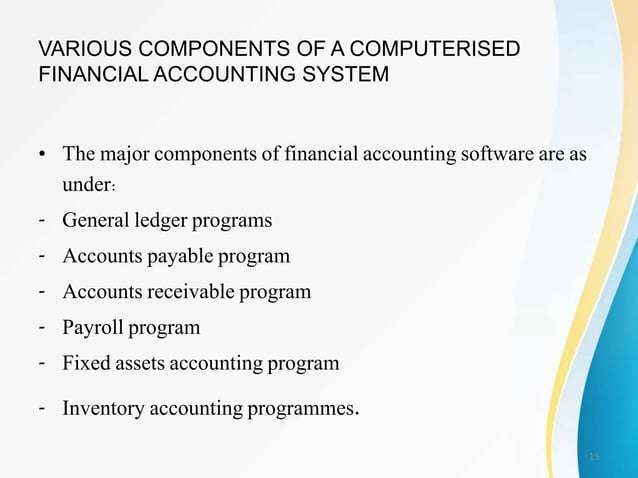 VARIOUS COMPONENTS OF A COMPUTERISED
FINANCIAL ACCOUNTING SYSTEM
• The major components of financial accounting software are as
under:
- General ledger programs
- Accounts payable program
- Accounts receivable program
- Payroll program
- Fixed assets accounting program
- Inventory accounting programmes.
15